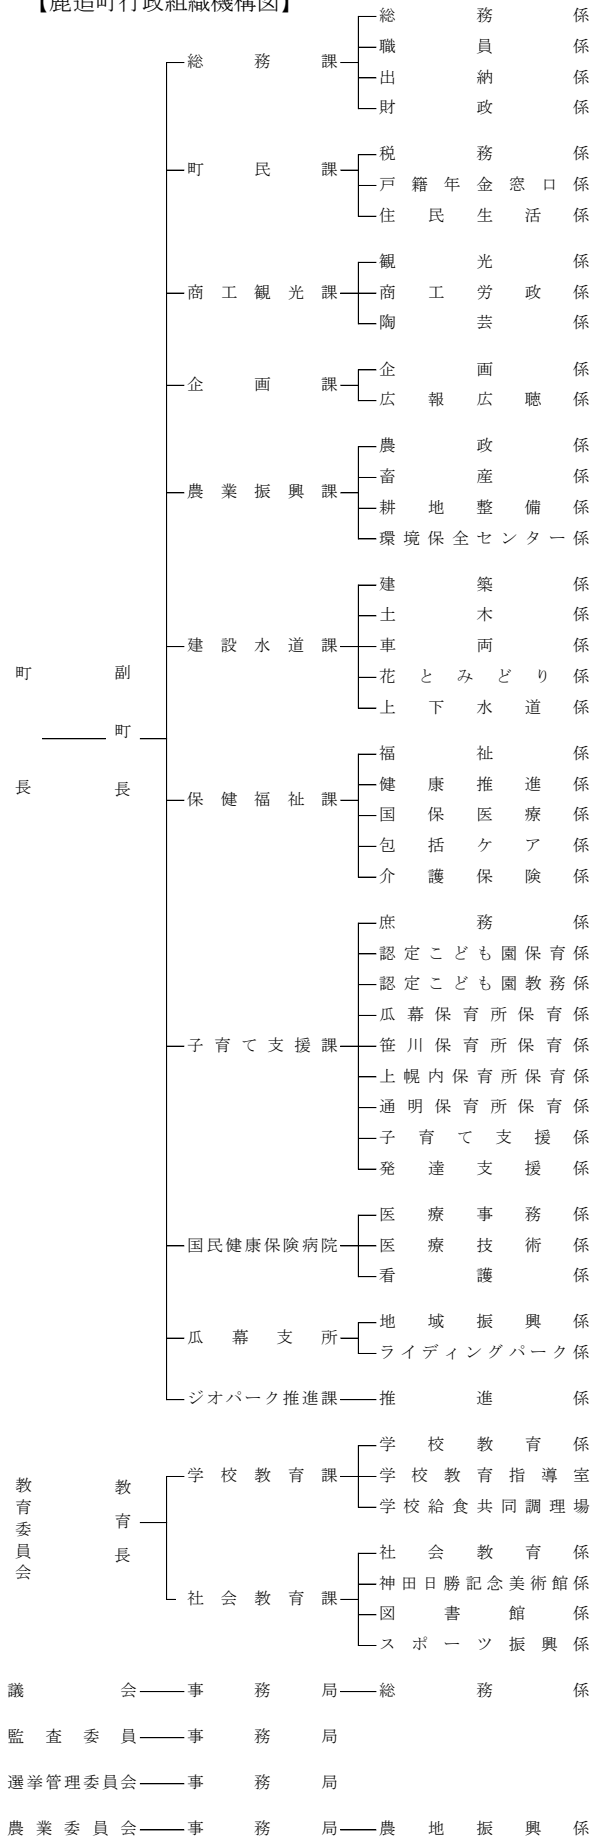 【鹿追町行政組織機構図】
町長
副町長
総務課
総務係
職員係
出納係
財政係
町民課
税務係
戸籍年金窓口係
住民生活係
商工観光課
観光係
商工労政係
陶芸係
企画課
企画係
広報広聴係
農業振興課
農政係
畜産係
耕地整備係
環境保全センター係
建設水道課
建築係
土木係
車両係
花とみどり係
上下水道係
保健福祉課
福祉係
健康推進係
国保医療係
包括ケア係
介護保険係
子育て支援課
庶務係
認定こども園保育係
認定こども園教務係
瓜幕保育所保育係
笹川保育所保育係
上幌内保育所保育係
通明保育所保育係
子育て支援係
発達支援係
国民健康保険病院
医療事務係
医療技術係
看護係
瓜幕支所
地域振興係
ライディングパーク係
ジオパーク推進課
推進係
教育委員会
教育長
学校教育課
学校教育係
学校教育指導室
学校給食共同調理場
社会教育課
社会教育係
神田日勝記念美術館係
図書館係
スポーツ振興係
議会 事務局 総務係
監査委員 事務局
選挙管理委員会 事務局
農業委員会 事務局 農地振興係